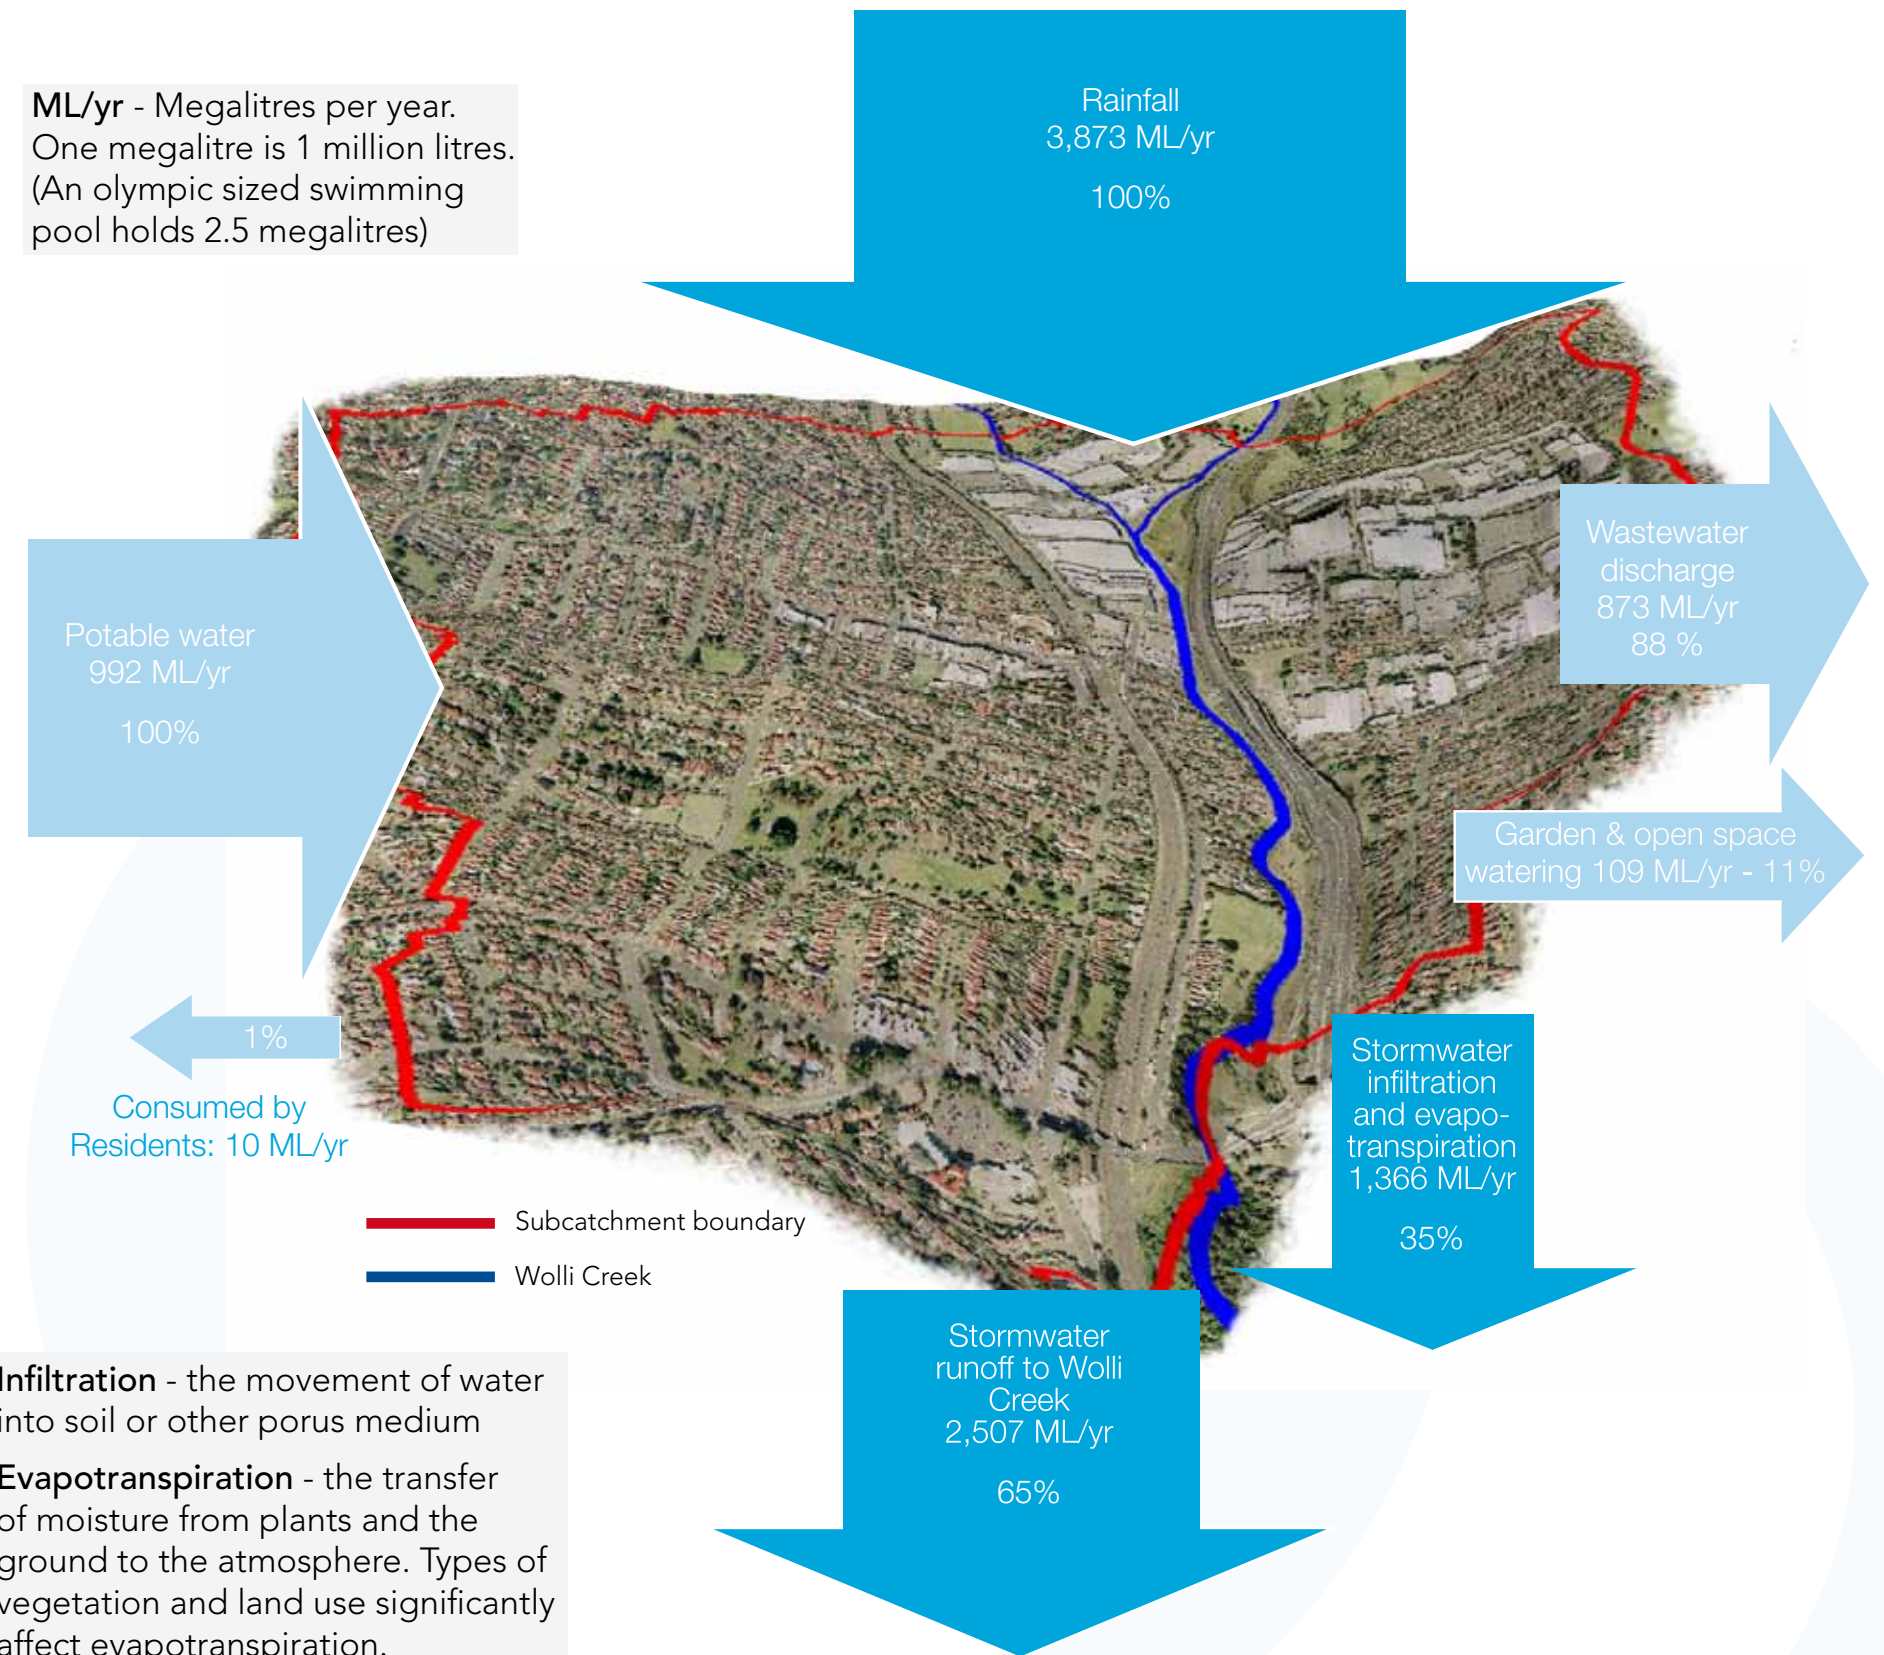 ML/yr - Megalitres per year.
One megalitre is 1 million litres.
(An olympic sized swimming
pool holds 2.5 megalitres)
Rainfall
3,873 ML/yr
100%
Potable water
992 ML/yr
100%
Wastewater
discharge
873 ML/yr
88 %
Garden & open space
watering 109 ML/yr - 11%
1%
Consumed by
Residents: 10 ML/yr
Stormwater
infiltration
and evapo-
transpiration
1,366 ML/yr
35%
Subcatchment boundary
Wolli Creek
Stormwater
runoff to Wolli
Creek
2,507 ML/yr
65%
Infiltration - the movement of water
into soil or other porus medium
Evapotranspiration - the transfer
of moisture from plants and the
ground to the atmosphere. Types of
vegetation and land use significantly
affect evapotranspiration.